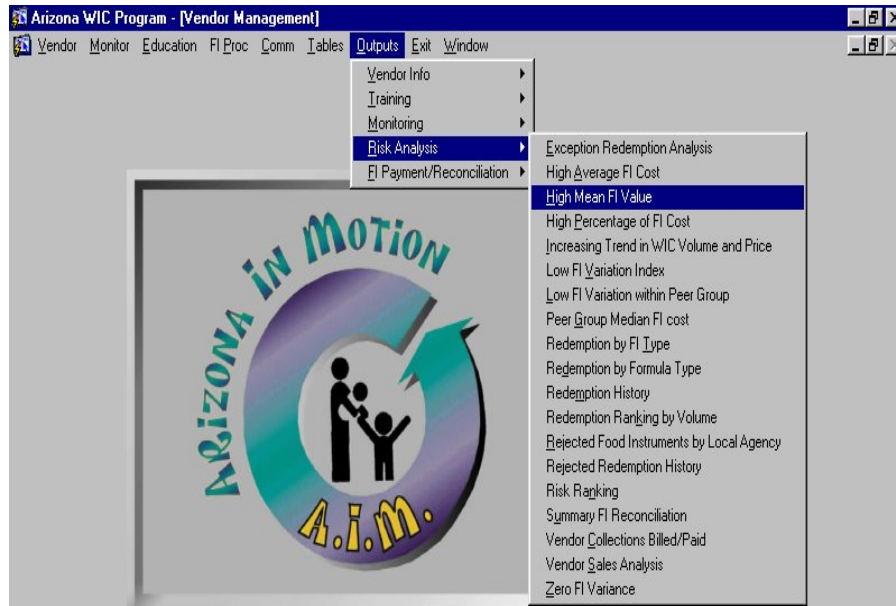 Arizona WIC Program - [Vendor Management]
Vendor Monitor Education FI Proc Comm Tables Outputs Exit Window
Vendor Info
Training
Monitoring
Risk Analysis
FI Payment/Reconciliation
Exception Redemption Analysis
High Average FI Cost
High Mean FI Value
High Percentage of FI Cost
Increasing Trend in WIC Volume and Price
Low FI Variation Index
Low FI Variation within Peer Group
Peer Group Median FI cost
Redemption by FI Type
Redemption by Formula Type
Redemption History
Redemption Ranking by Volume
Rejected Food Instruments by Local Agency
Rejected Redemption History
Risk Ranking
Summary FI Reconciliation
Vendor Collections Billed/Paid
Vendor Sales Analysis
Zero FI Variance
ARIZONA IN MOTION
A.I.M.